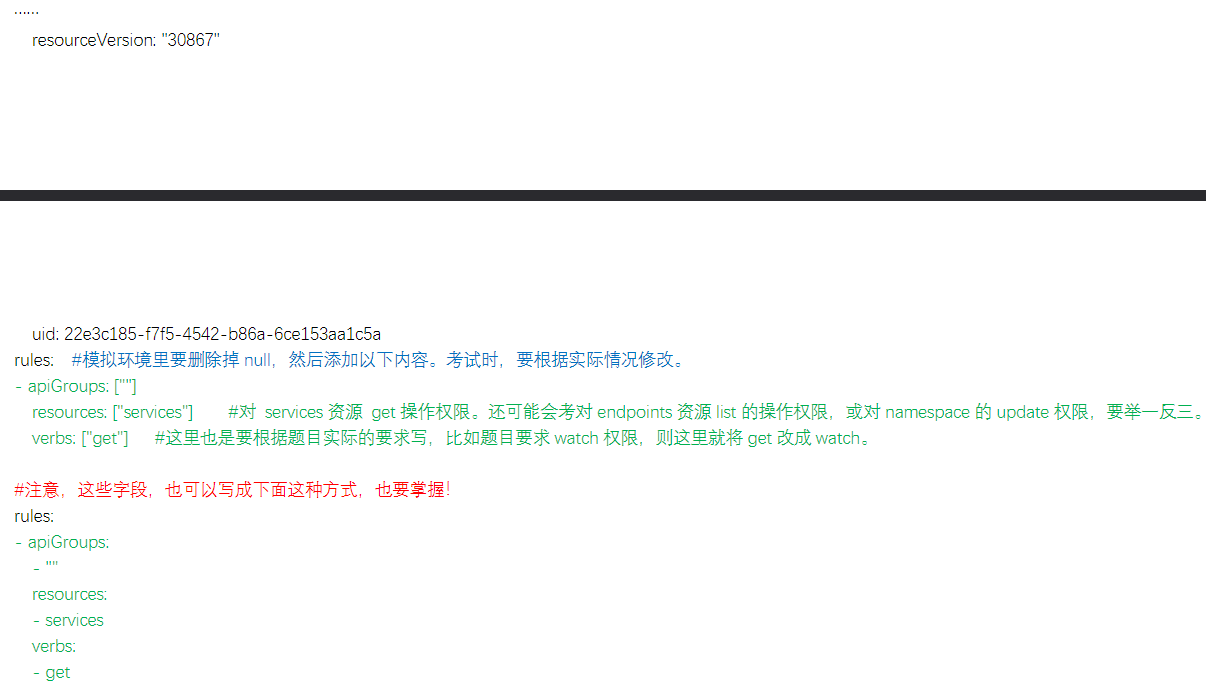 ......
resourceVersion: "30867"
uid: 22e3c185-f7f5-4542-b86a-6ce153aa1c5a
rules: #模拟环境里要删除掉 null，然后添加以下内容。考试时，要根据实际情况修改。
- apiGroups: [""]
resources: ["services"] #对 services 资源 get 操作权限。还可能会考对 endpoints 资源 list 的操作权限，或对 namespace 的 update 权限，要举一反三。
verbs: ["get"] #这里也是要根据题目实际的要求写，比如题目要求 watch 权限，则这里就将 get 改成 watch。
#注意，这些字段，也可以写成下面这种方式，也要掌握！
rules:
- apiGroups:
- ""
resources:
- services
verbs:
- get